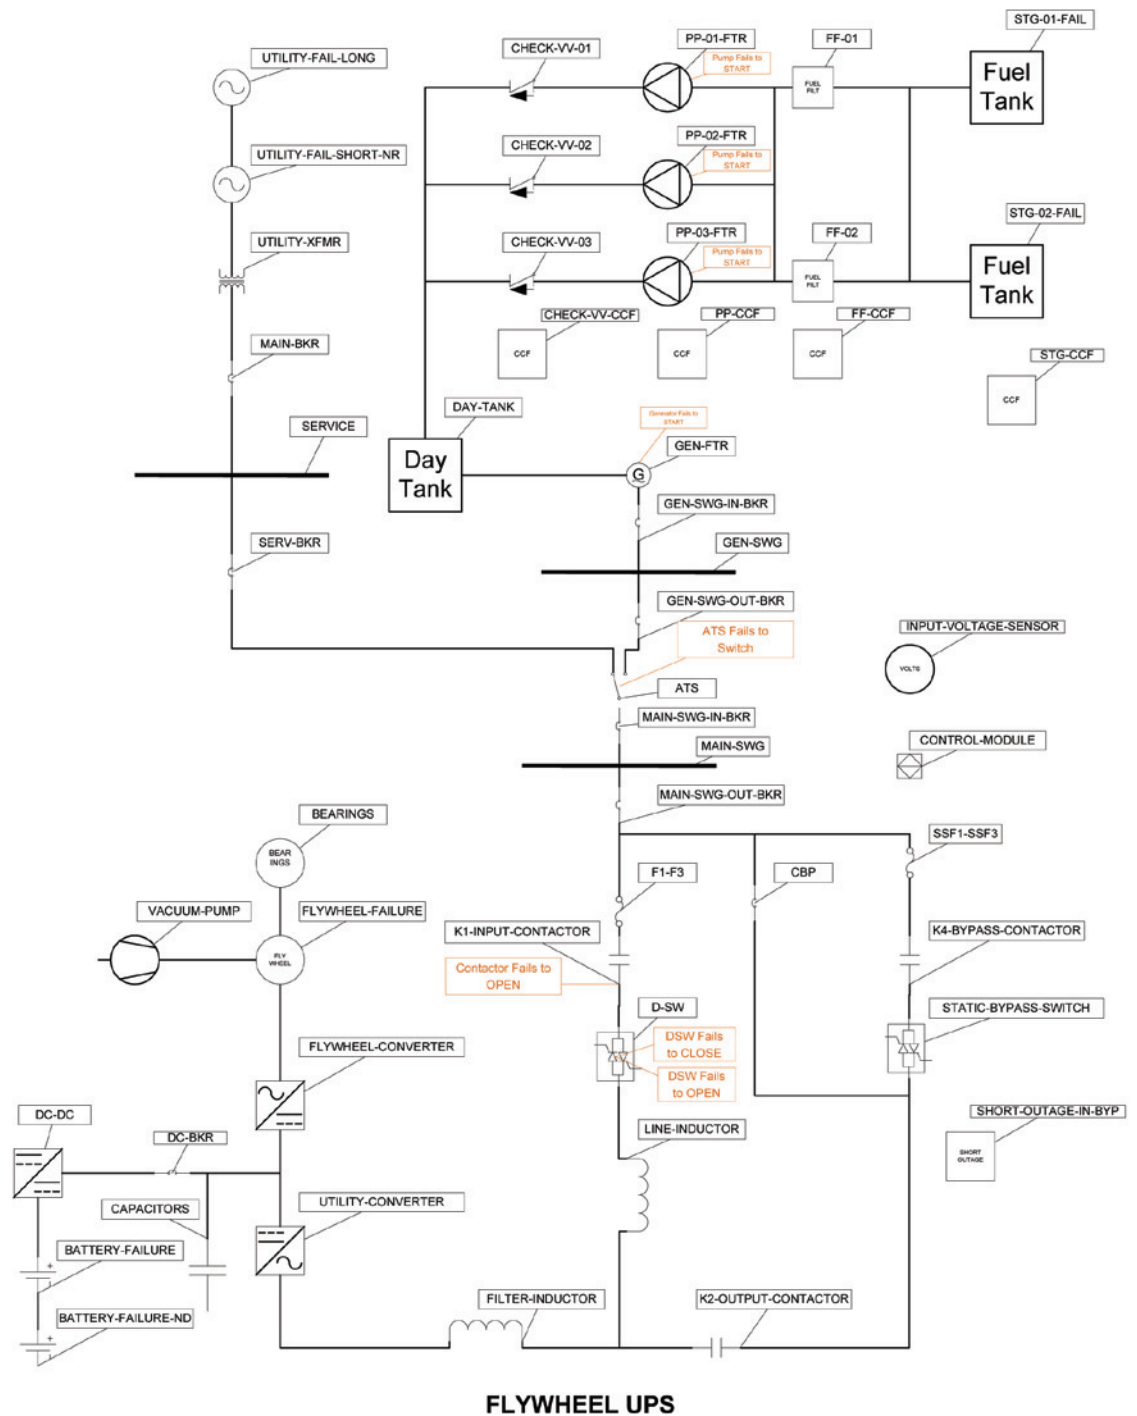 STG-01-FAIL
PP-01-FTR
FF-01
CHECK-VV-01
UTILITY-FAIL-LONG
Pump Fails to
START
Fuel
Tank
FUEL
FILT
PP-02-FTR
CHECK-VV-02
UTILITY-FAIL-SHORT-NR
Pump Fails to
START
STG-02-FAIL
PP-03-FTR
FF-02
CHECK-VV-03
UTILITY-XFMR
Pump Fails to
START
Fuel
Tank
FUEL
FILT
CHECK-VV-CCF
PP-CCF
FF-CCF
MAIN-BKR
CCF
CCF
CCF
STG-CCF
CCF
DAY-TANK
SERVICE
Generator Fails to
START
GEN-FTR
Day
Tank
G
GEN-SWG-IN-BKR
SERV-BKR
GEN-SWG
GEN-SWG-OUT-BKR
ATS Fails to
Switch
INPUT-VOLTAGE-SENSOR
VOLTS
ATS
MAIN-SWG-IN-BKR
MAIN-SWG
CONTROL-MODULE
MAIN-SWG-OUT-BKR
BEARINGS
SSF1-SSF3
BEAR
INGS
F1-F3
CBP
VACUUM-PUMP
FLYWHEEL-FAILURE
K1-INPUT-CONTACTOR
K4-BYPASS-CONTACTOR
FLY
WHEEL
Contactor Fails to
OPEN
D-SW
STATIC-BYPASS-SWITCH
DSW Fails
to CLOSE
FLYWHEEL-CONVERTER
DSW Fails
to OPEN
DC-DC
SHORT-OUTAGE-IN-BYP
DC-BKR
LINE-INDUCTOR
SHORT
OUTAGE
CAPACITORS
UTILITY-CONVERTER
BATTERY-FAILURE
FILTER-INDUCTOR
K2-OUTPUT-CONTACTOR
BATTERY-FAILURE-ND
FLYWHEEL UPS